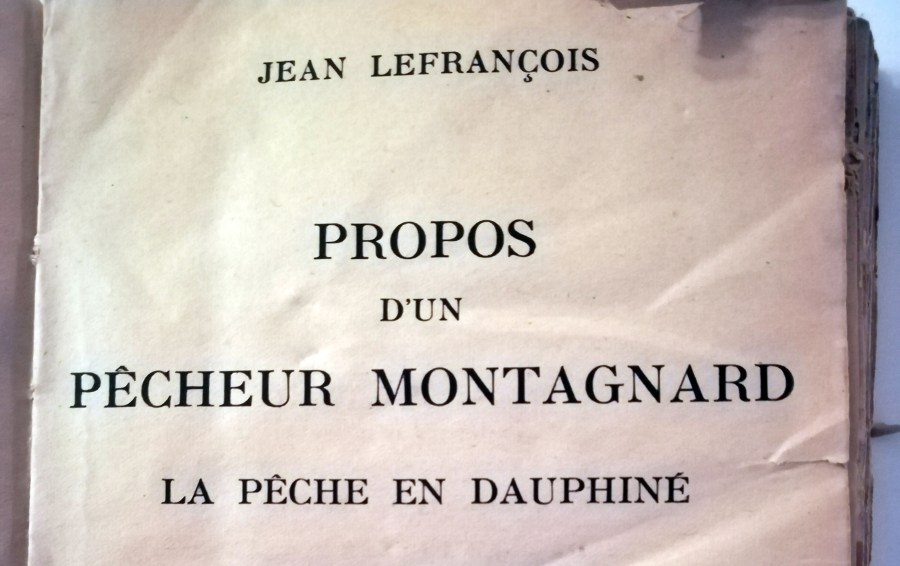 JEAN LEFRANÇOIS
PROPOS
D'UN
PÊCHEUR MONTAGNARD
LA PÊCHE EN DAUPHINÉ